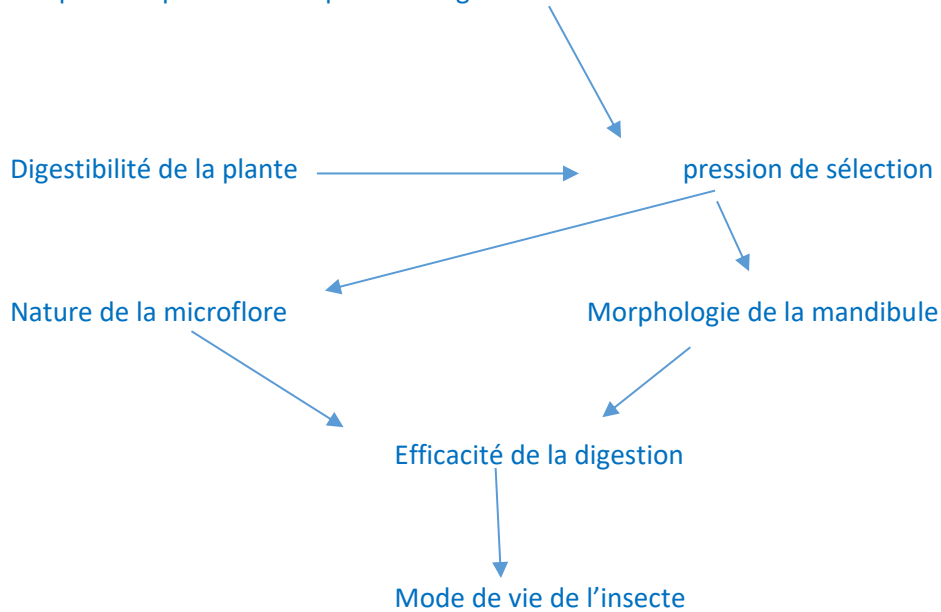 Digestibilité de la plante
pression de sélection
Nature de la microflore
Morphologie de la mandibule
Efficacité de la digestion
Mode de vie de l’insecte